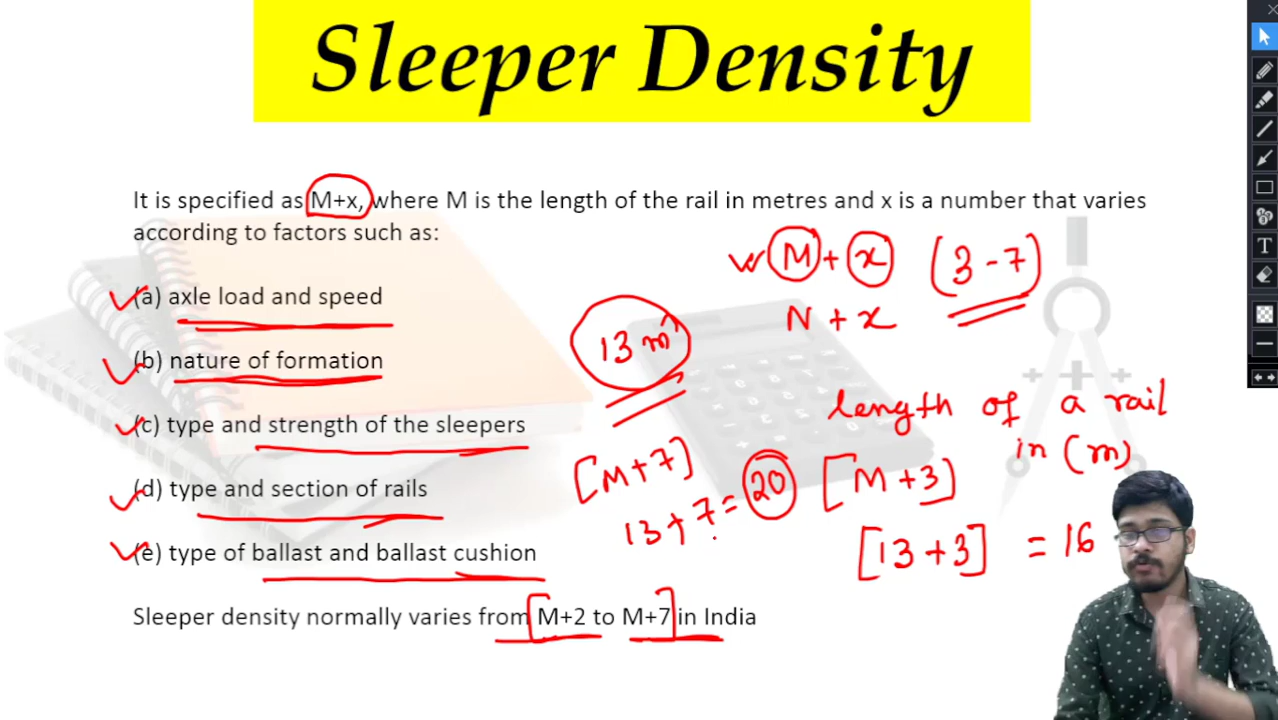 Sleeper Density
It is specified as M+x, where M is the length of the rail in metres and x is a number that varies
according to factors such as:
M + x (3 - 7)
N + x
(a) axle load and speed
13 m
(b) nature of formation
length of a rail
in (m)
(c) type and strength of the sleepers
[M+7]
13+7= 20
[M +3]
[13 +3] = 16
(d) type and section of rails
(e) type of ballast and ballast cushion
Sleeper density normally varies from [M+2 to M+7] in India
T